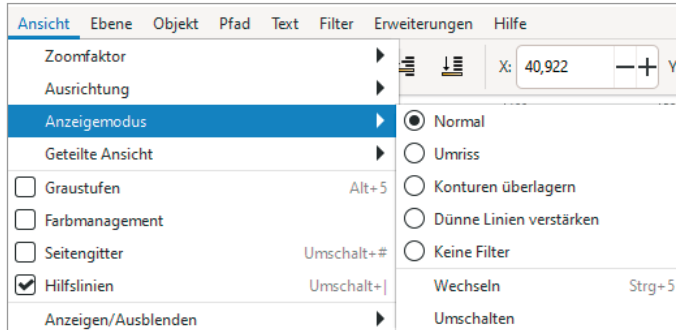 Ansicht Ebene Objekt Pfad Text Filter Erweiterungen Hilfe
Zoomfaktor
X: 40,922
Ausrichtung
Anzeigemodus
Normal
Geteilte Ansicht
Umriss
Graustufen Alt+5
Konturen überlagern
Farbmanagement
Dünne Linien verstärken
Seitengitter Umschalt+#
Keine Filter
Hilfslinien Umschalt+|
Wechseln Strg+5
Anzeigen/Ausblenden
Umschalten